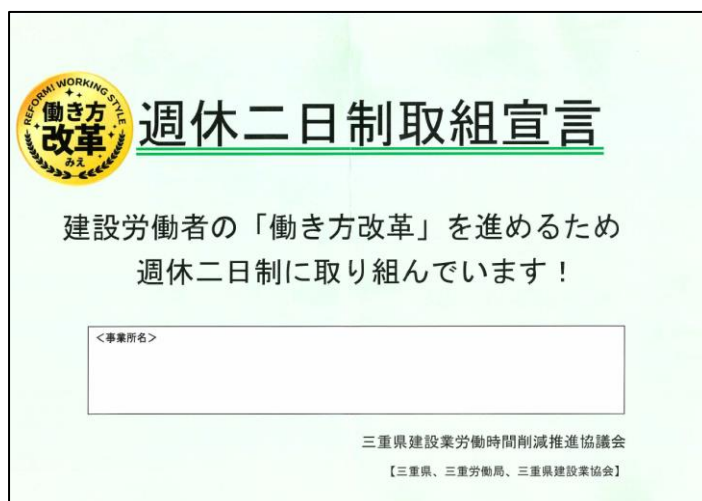 REFORM! WORKING STYLE
働き方
改革
みえ
週休二日制取組宣言
建設労働者の「働き方改革」を進めるため
週休二日制に取り組んでいます！
＜事業所名＞
三重県建設業労働時間削減推進協議会
【三重県、三重労働局、三重県建設業協会】